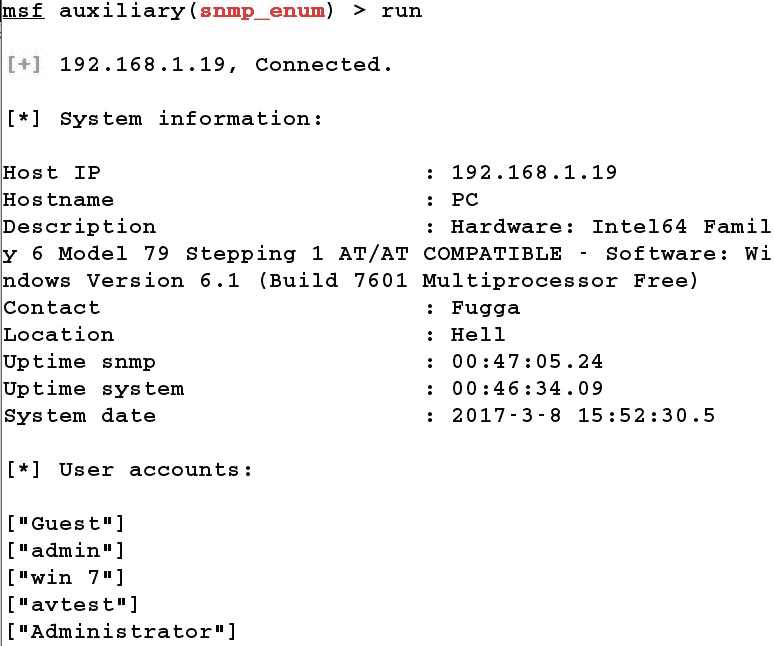 msf auxiliary(snmp_enum) > run
[+] 192.168.1.19, Connected.
[*] System information:
Host IP : 192.168.1.19
Hostname : PC
Description : Hardware: Intel64 Famil
y 6 Model 79 Stepping 1 AT/AT COMPATIBLE - Software: Wi
ndows Version 6.1 (Build 7601 Multiprocessor Free)
Contact : Fugga
Location : Hell
Uptime snmp : 00:47:05.24
Uptime system : 00:46:34.09
System date : 2017-3-8 15:52:30.5
[*] User accounts:
["Guest"]
["admin"]
["win 7"]
["avtest"]
["Administrator"]